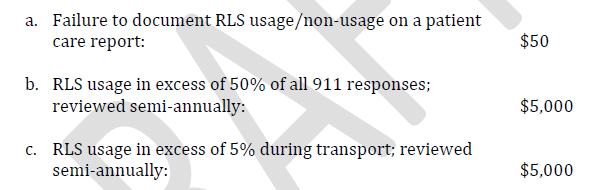 a. Failure to document RLS usage/non-usage on a patient
care report: $50
b. RLS usage in excess of 50% of all 911 responses;
reviewed semi-annually: $5,000
c. RLS usage in excess of 5% during transport; reviewed
semi-annually: $5,000